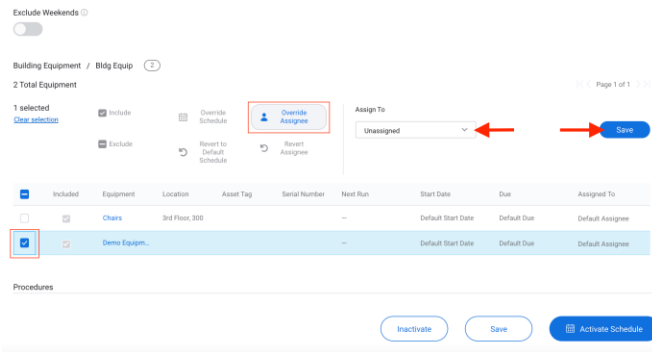 Exclude Weekends
Building Equipment / Bldg Equip 2
2 Total Equipment
Page 1 of 1
1 selected
Clear selection
Include
Exclude
Override Schedule
Revert to Default Schedule
Override Assignee
Revert Assignee
Assign To
Unassigned
Save
Included Equipment Location Asset Tag Serial Number Next Run Start Date Due Assigned To
Chairs 3rd Floor, 300 -- Default Start Date Default Due Default Assignee
Demo Equipm... -- Default Start Date Default Due Default Assignee
Procedures
Inactivate Save Activate Schedule